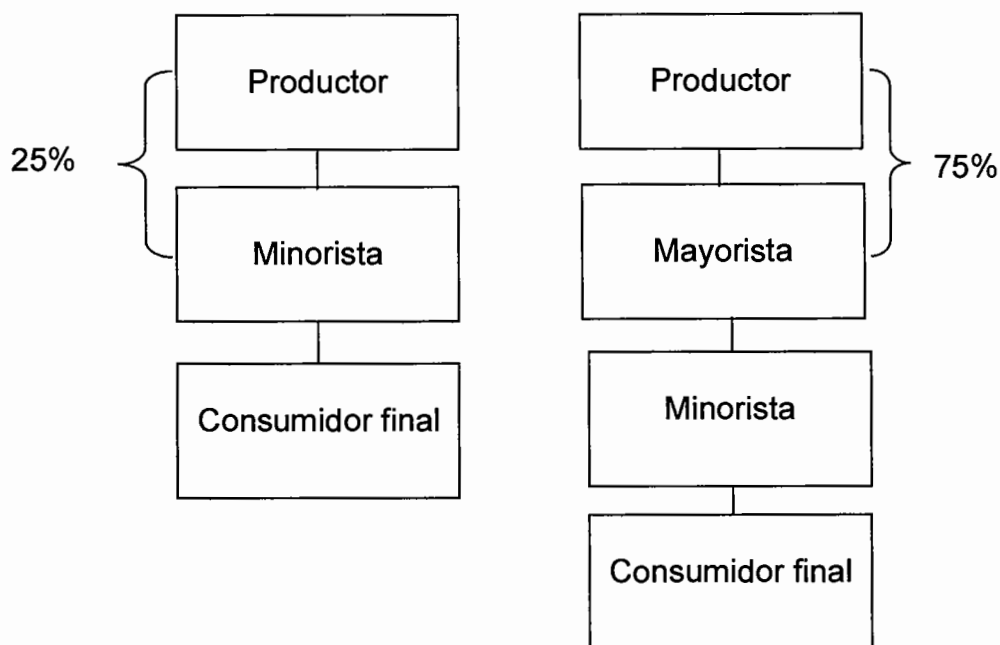 Productor
25%
Minorista
Consumidor final
Productor
75%
Mayorista
Minorista
Consumidor final